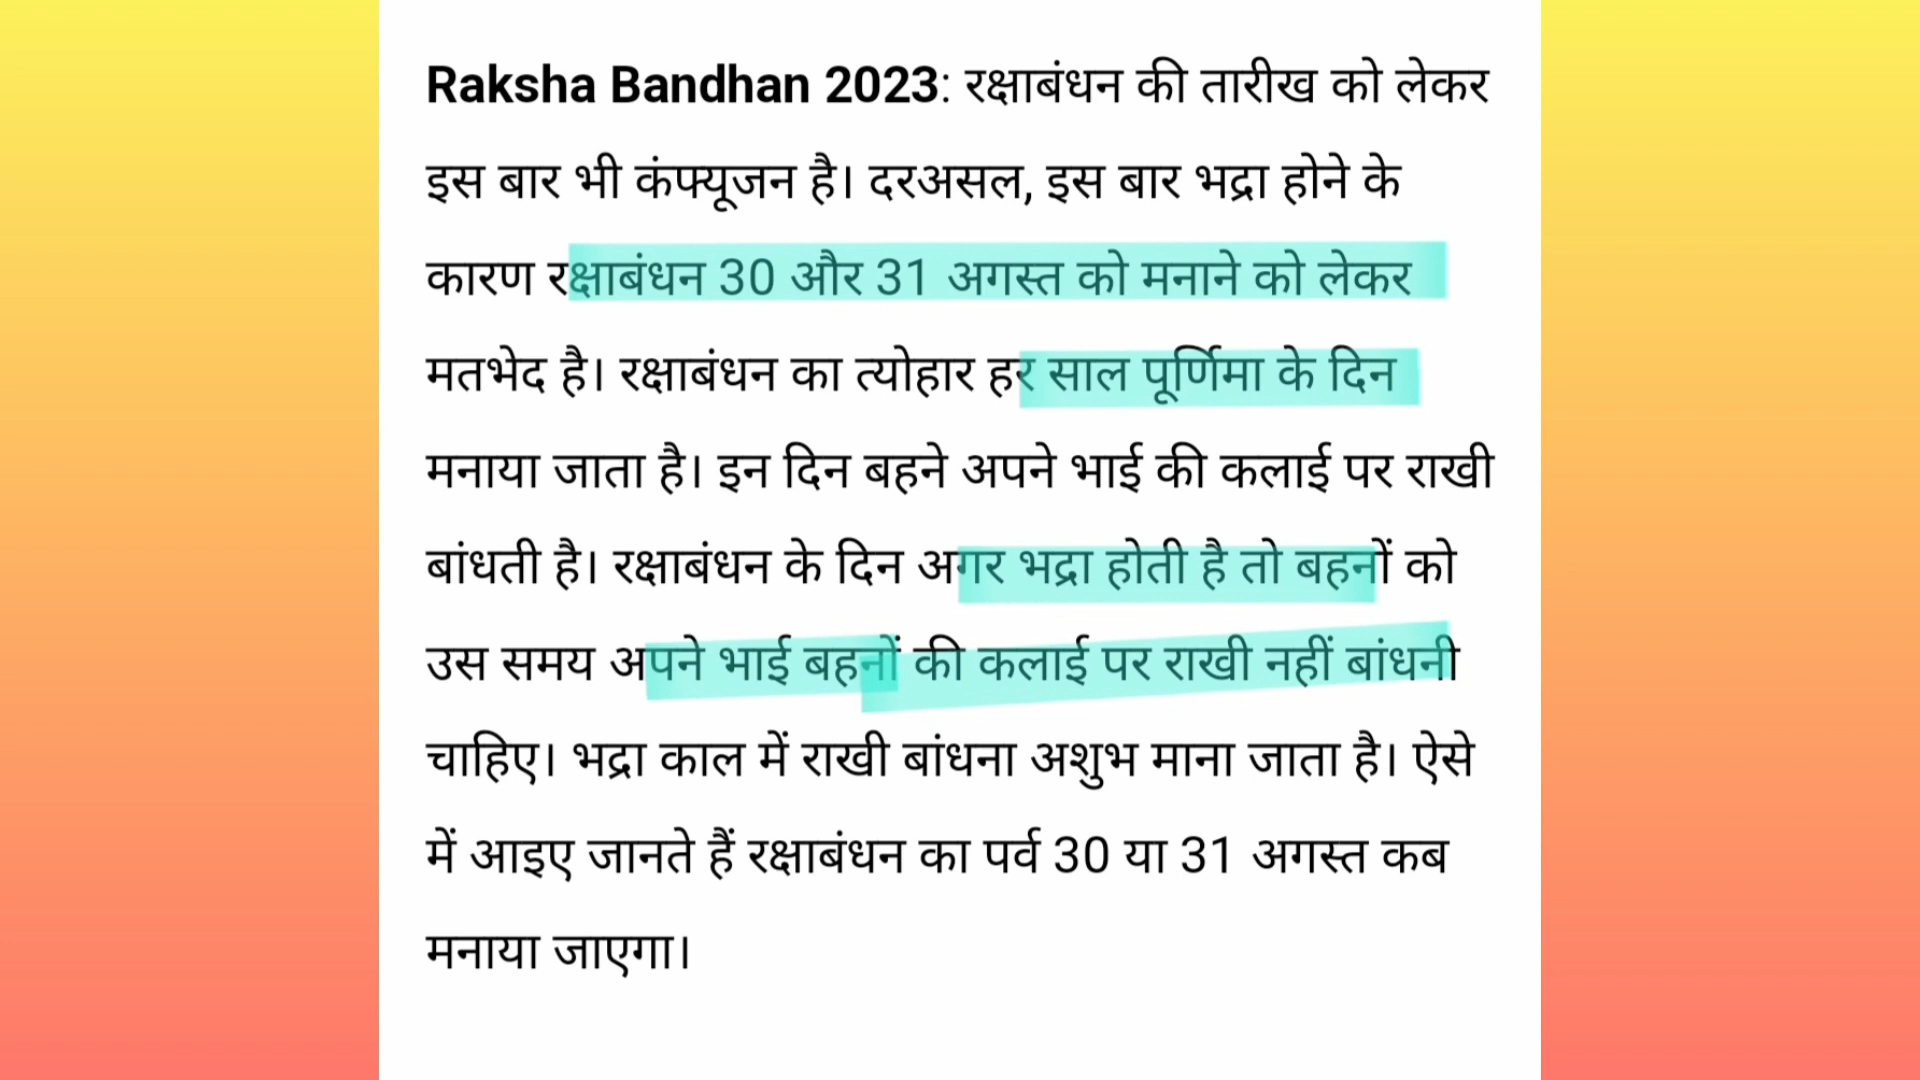 Raksha Bandhan 2023: रक्षाबंधन की तारीख को लेकर
इस बार भी कंफ्यूजन है। दरअसल, इस बार भद्रा होने के
कारण रक्षाबंधन 30 और 31 अगस्त को मनाने को लेकर
मतभेद है। रक्षाबंधन का त्योहार हर साल पूर्णिमा के दिन
मनाया जाता है। इन दिन बहने अपने भाई की कलाई पर राखी
बांधती है। रक्षाबंधन के दिन अगर भद्रा होती है तो बहनों को
उस समय अपने भाई बहनों की कलाई पर राखी नहीं बांधनी
चाहिए। भद्रा काल में राखी बांधना अशुभ माना जाता है। ऐसे
में आइए जानते हैं रक्षाबंधन का पर्व 30 या 31 अगस्त कब
मनाया जाएगा।